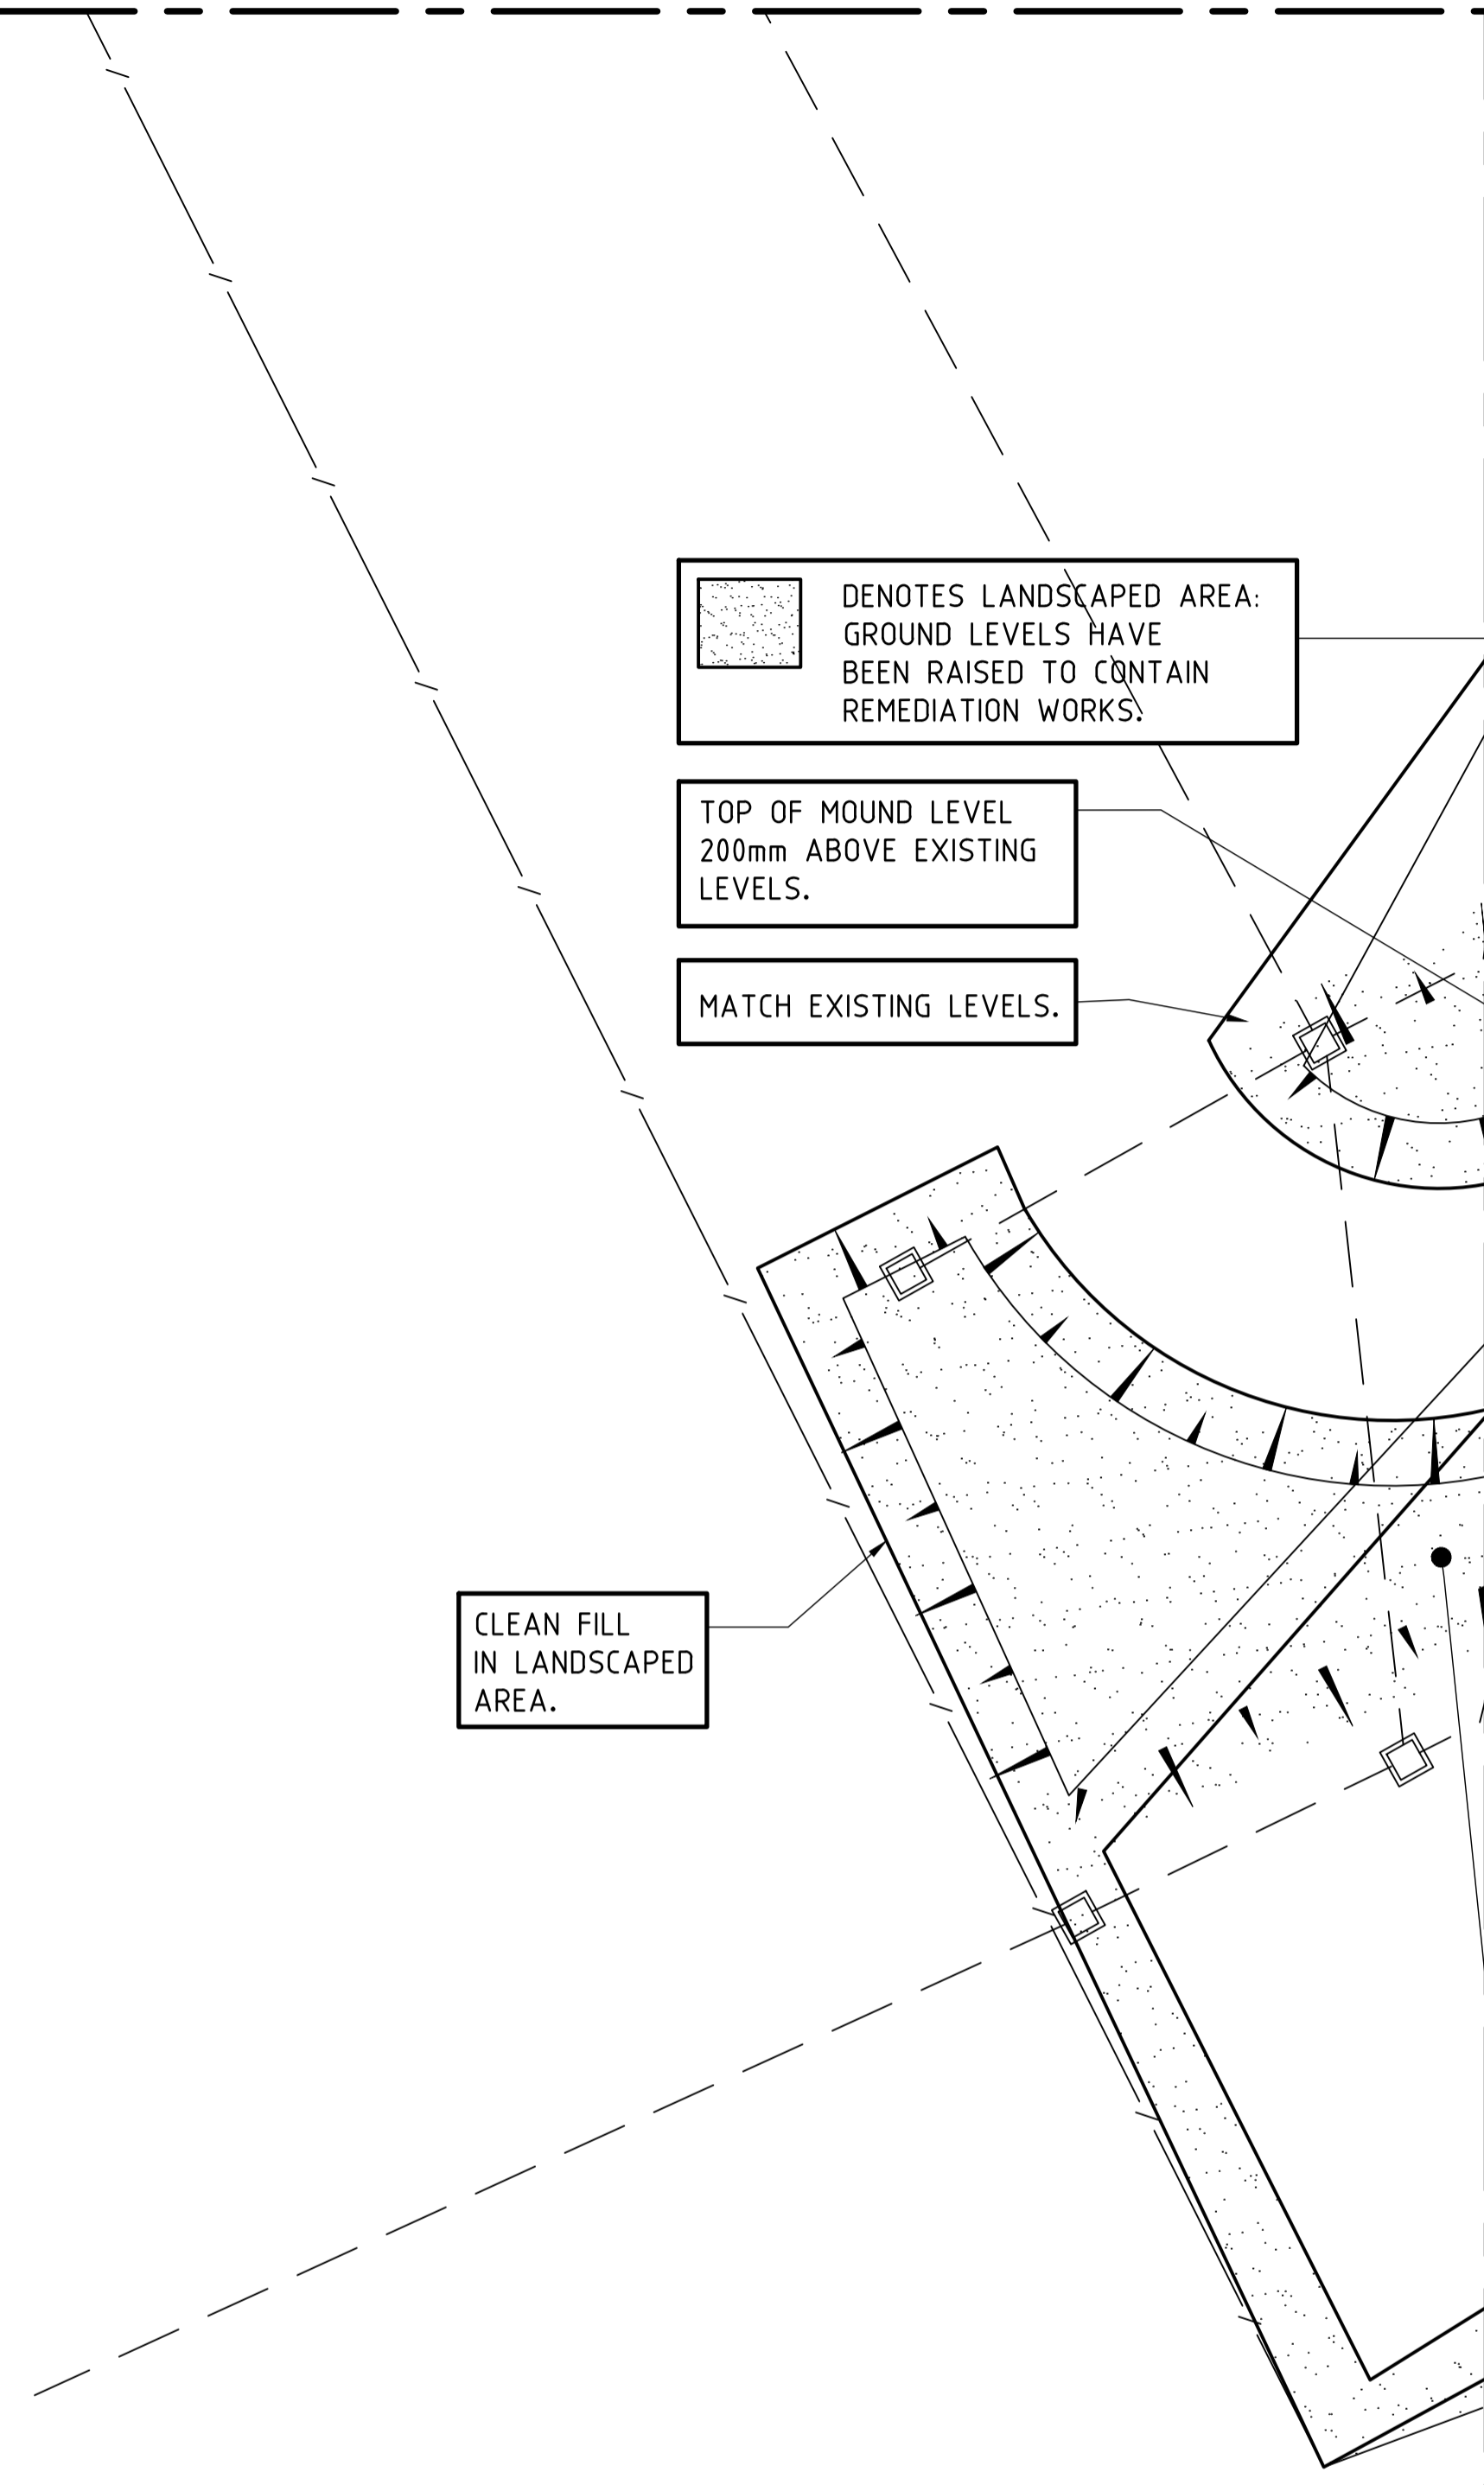 DENOTES LANDSCAPED AREA:
GROUND LEVELS HAVE
BEEN RAISED TO CONTAIN
REMEDIATION WORKS.
TOP OF MOUND LEVEL
200mm ABOVE EXISTING
LEVELS.
MATCH EXISTING LEVELS.
CLEAN FILL
IN LANDSCAPED
AREA.